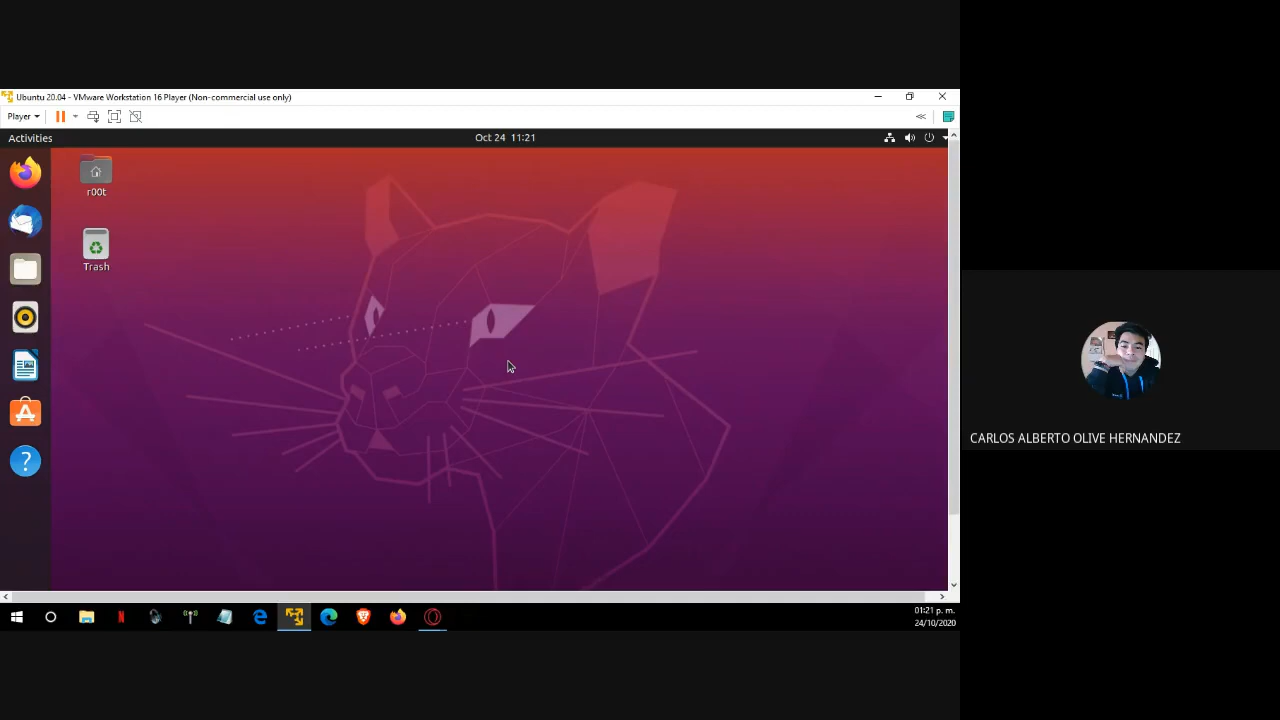 Ubuntu 20.04 - VMware Workstation 16 Player (Non-commercial use only)
Player
Activities
Oct 24 11:21
r00t
Trash
CARLOS ALBERTO OLIVE HERNANDEZ
01:21 p. m.
24/10/2020